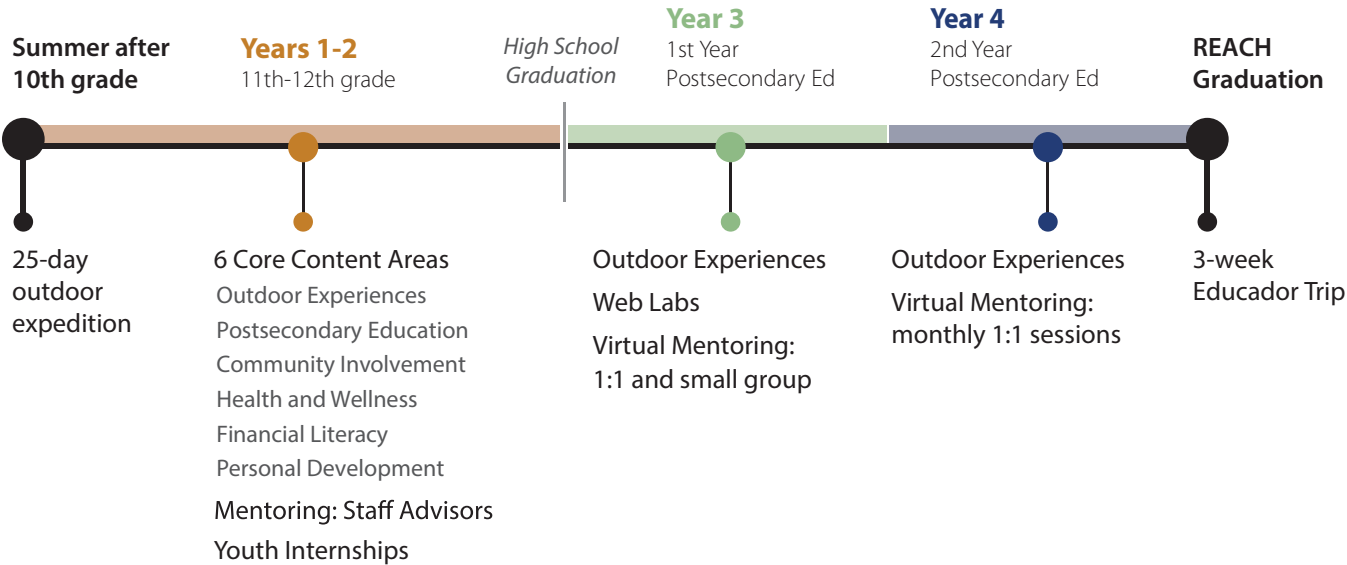 Summer after
10th grade
Years 1-2
11th-12th grade
High School
Graduation
Year 3
1st Year
Postsecondary Ed
Year 4
2nd Year
Postsecondary Ed
REACH
Graduation
25-day
outdoor
expedition
6 Core Content Areas
Outdoor Experiences
Postsecondary Education
Community Involvement
Health and Wellness
Financial Literacy
Personal Development
Mentoring: Staff Advisors
Youth Internships
Outdoor Experiences
Web Labs
Virtual Mentoring:
1:1 and small group
Outdoor Experiences
Virtual Mentoring:
monthly 1:1 sessions
3-week
Educador Trip